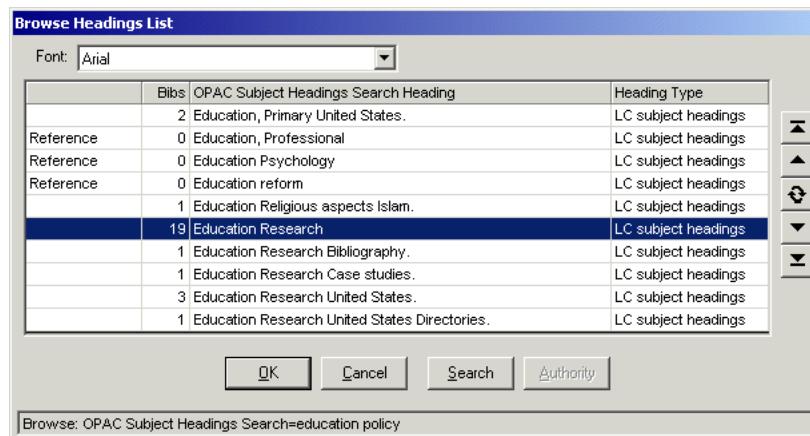 Browse Headings List
Font: Arial
Bibs OPAC Subject Headings Search Heading Heading Type
2 Education, Primary United States. LC subject headings
Reference 0 Education, Professional LC subject headings
Reference 0 Education Psychology LC subject headings
Reference 0 Education reform LC subject headings
1 Education Religious aspects Islam. LC subject headings
19 Education Research LC subject headings
1 Education Research Bibliography. LC subject headings
1 Education Research Case studies. LC subject headings
3 Education Research United States. LC subject headings
1 Education Research United States Directories. LC subject headings
OK Cancel Search Authority
Browse: OPAC Subject Headings Search=education policy